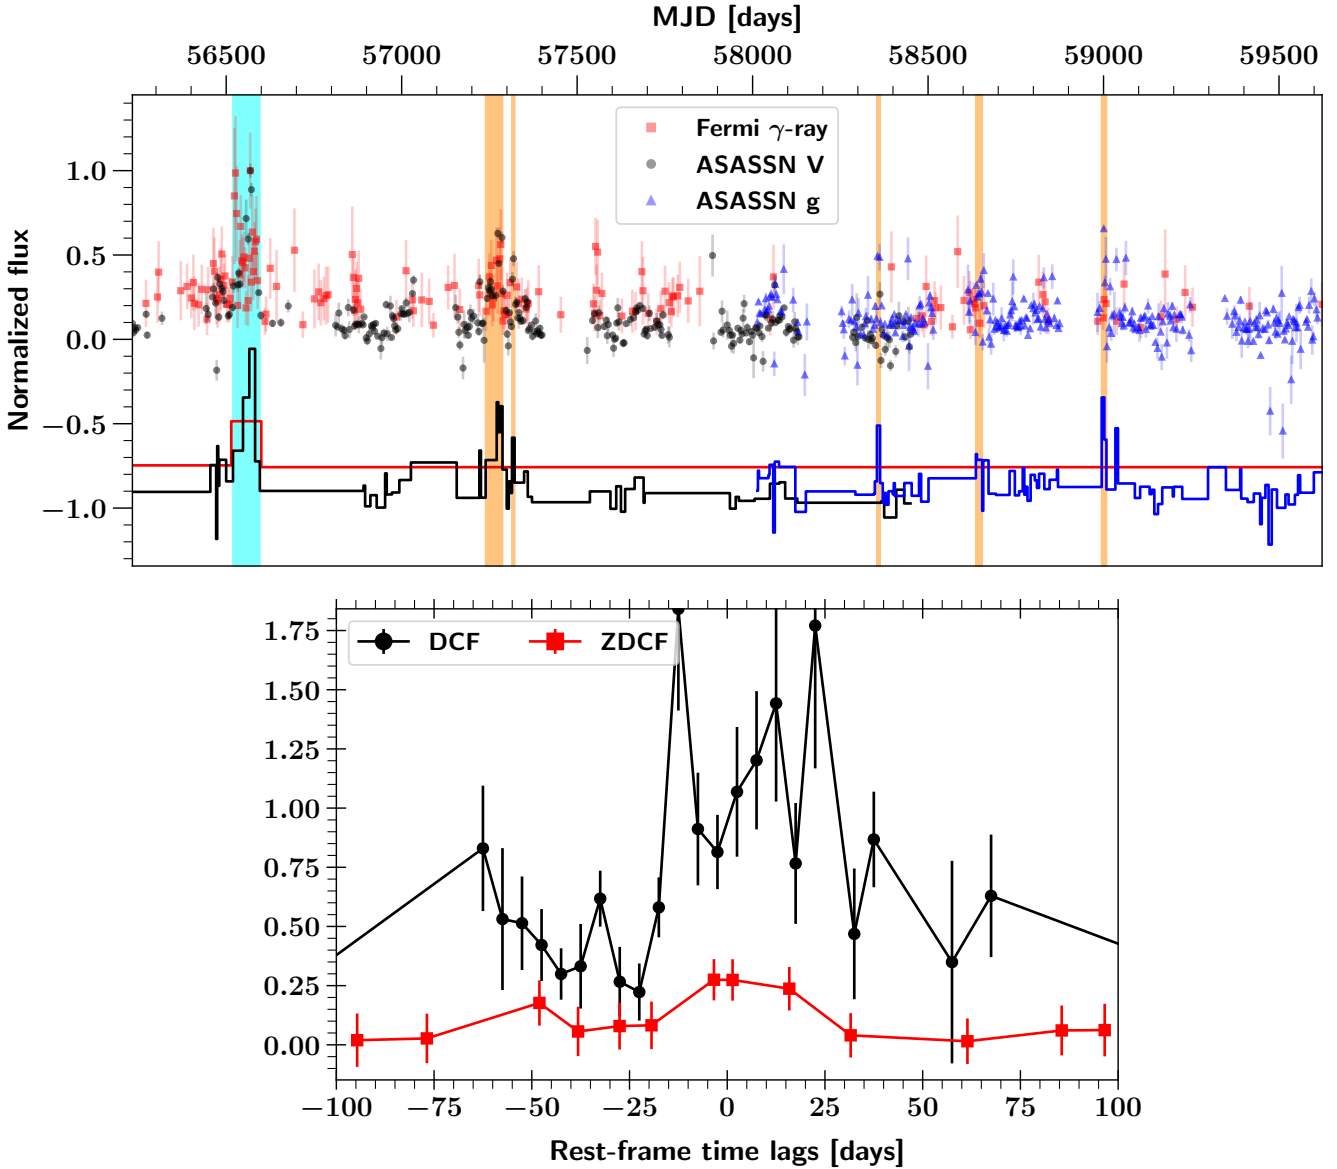 MJD [days]
56500 57000 57500 58000 58500 59000 59500
Fermi γ-ray
ASASSN V
ASASSN g
Normalized flux
1.0
0.5
0.0
−0.5
−1.0
DCF ZDCF
1.75
1.50
1.25
1.00
0.75
0.50
0.25
0.00
−100 −75 −50 −25 0 25 50 75 100
Rest-frame time lags [days]